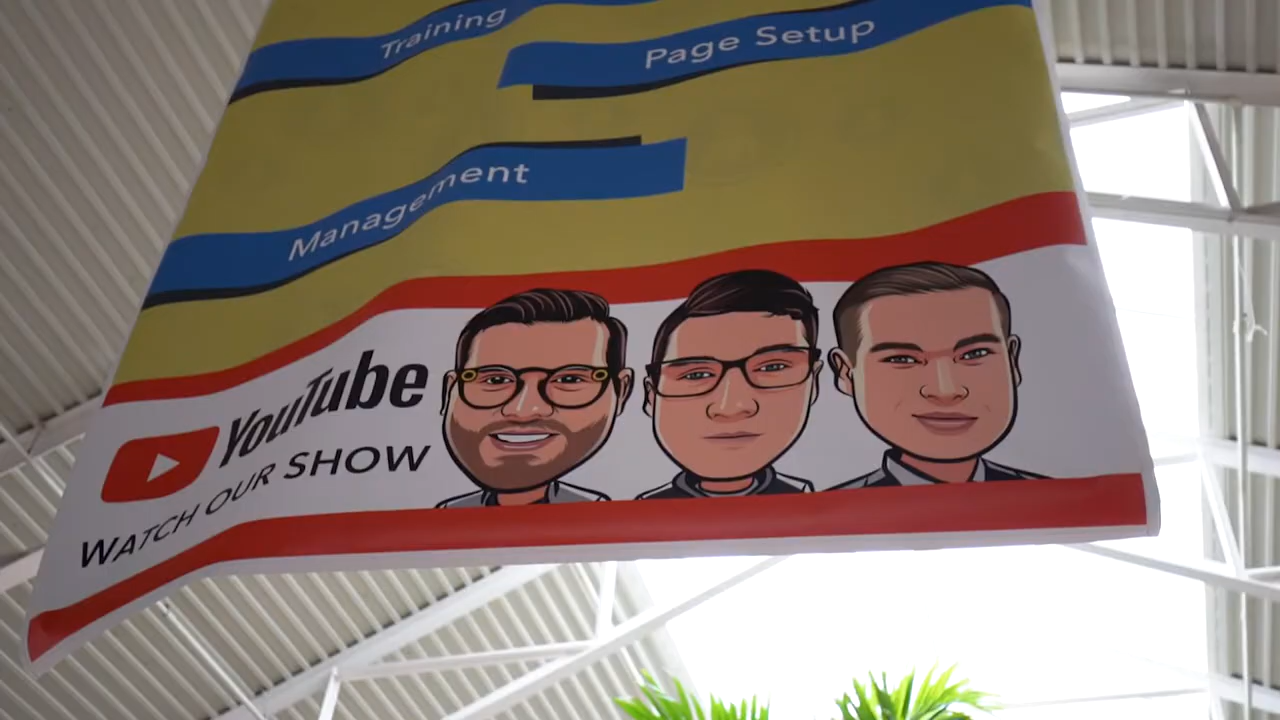 Training
Page Setup
Management
YouTube
WATCH OUR SHOW